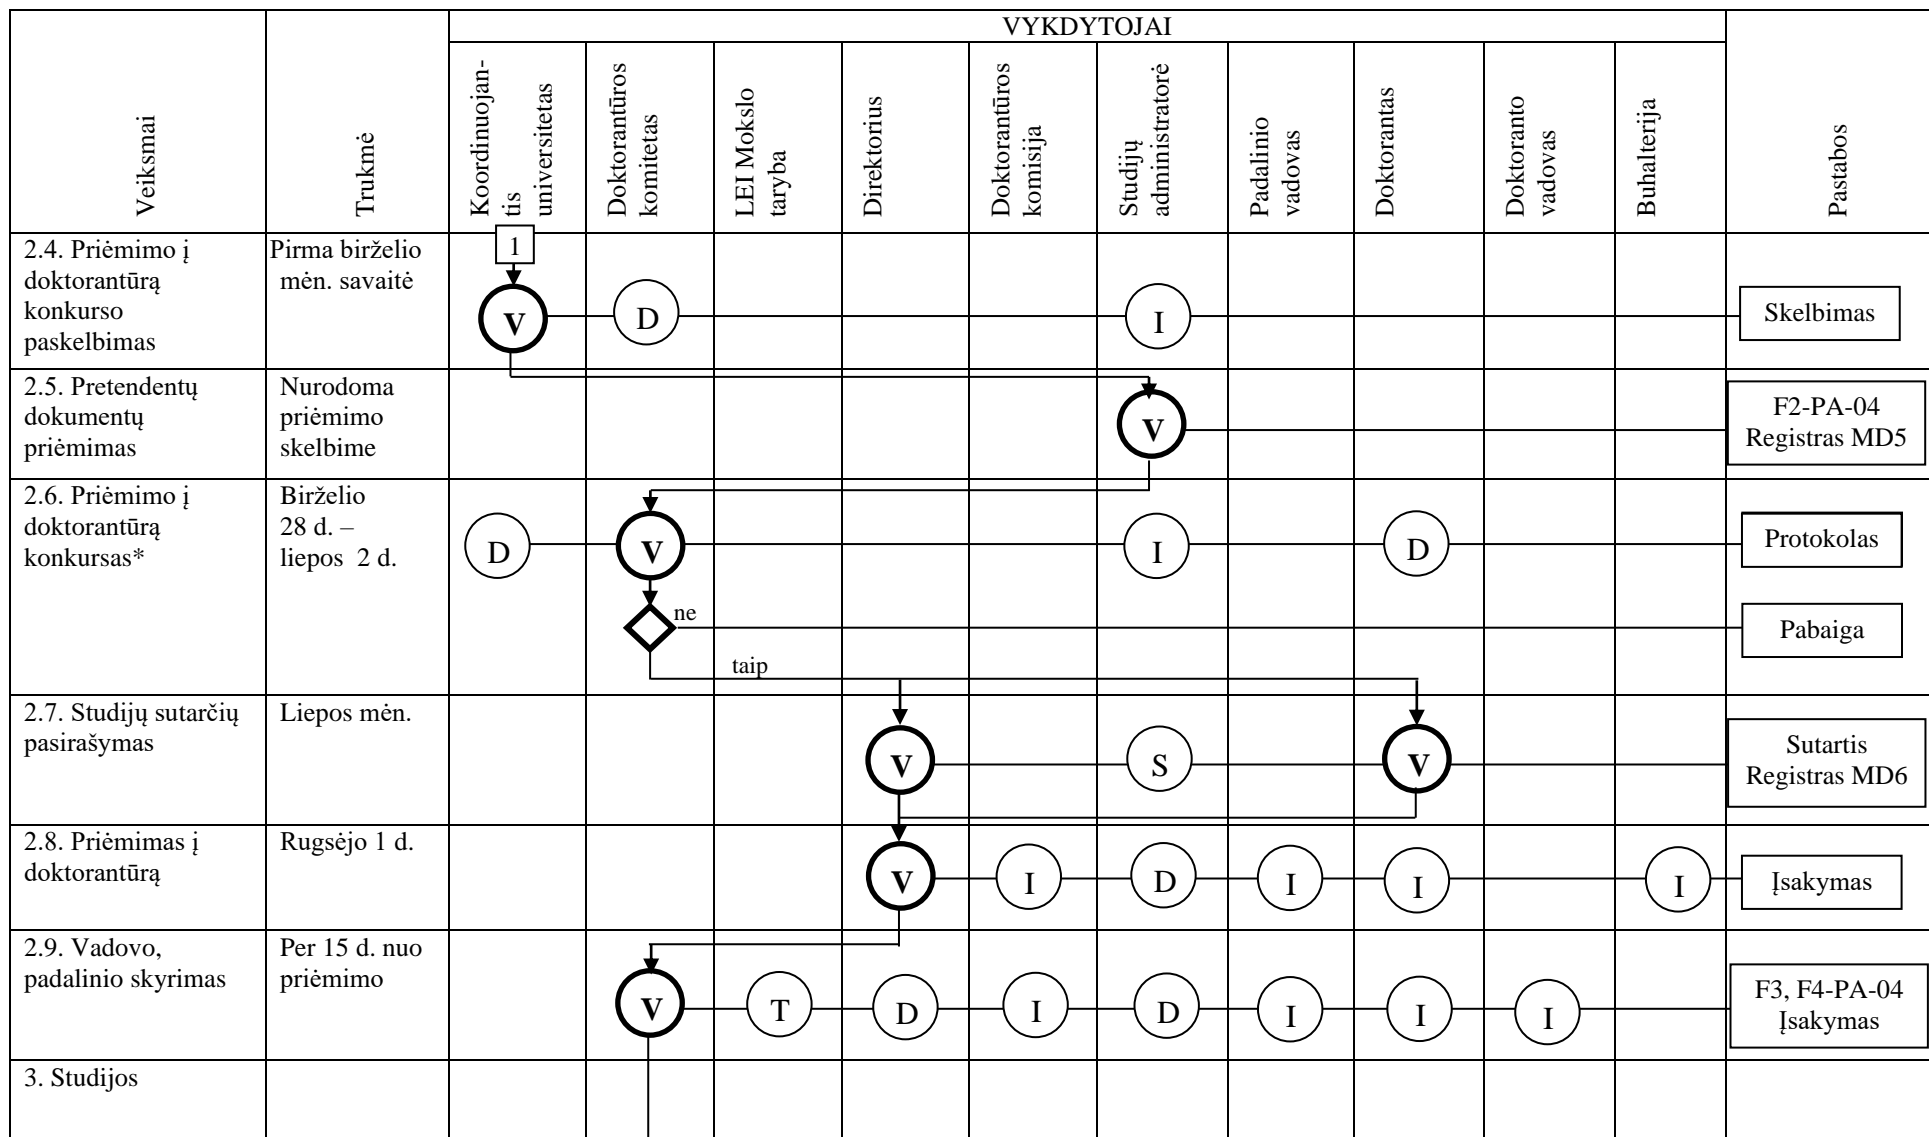 VYKDYTOJAI
Veiksmai
Trukmė
Koordinuojan-
tis
universitetas
Doktorantūros
komitetas
LEI Mokslo
taryba
Direktorius
Doktorantūros
komisija
Studijų
administratorė
Padalinio
vadovas
Doktorantas
Doktoranto
vadovas
Buhalterija
Pastabos
2.4. Priėmimo į
doktorantūrą
konkurso
paskelbimas
Pirma birželio
mėn. savaitė
1
V
D
I
Skelbimas
2.5. Pretendentų
dokumentų
priėmimas
Nurodoma
priėmimo
skelbime
V
F2-PA-04
Registras MD5
2.6. Priėmimo į
doktorantūrą
konkursas*
Birželio
28 d. –
liepos 2 d.
D
V
I
D
Protokolas
ne
Pabaiga
taip
2.7. Studijų sutarčių
pasirašymas
Liepos mėn.
V
S
V
Sutartis
Registras MD6
2.8. Priėmimas į
doktorantūrą
Rugsėjo 1 d.
V
I
D
I
I
I
Įsakymas
2.9. Vadovo,
padalinio skyrimas
Per 15 d. nuo
priėmimo
V
T
D
I
D
I
I
I
F3, F4-PA-04
Įsakymas
3. Studijos